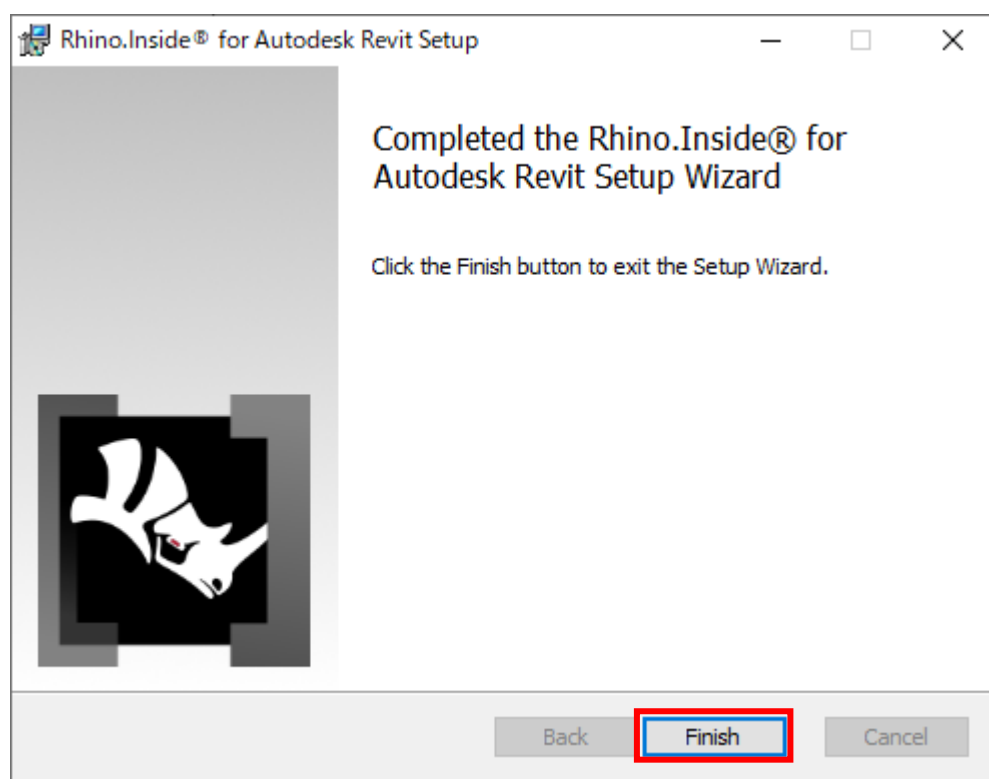 Rhino.Inside® for Autodesk Revit Setup
Completed the Rhino.Inside® for
Autodesk Revit Setup Wizard
Click the Finish button to exit the Setup Wizard.
Back
Finish
Cancel